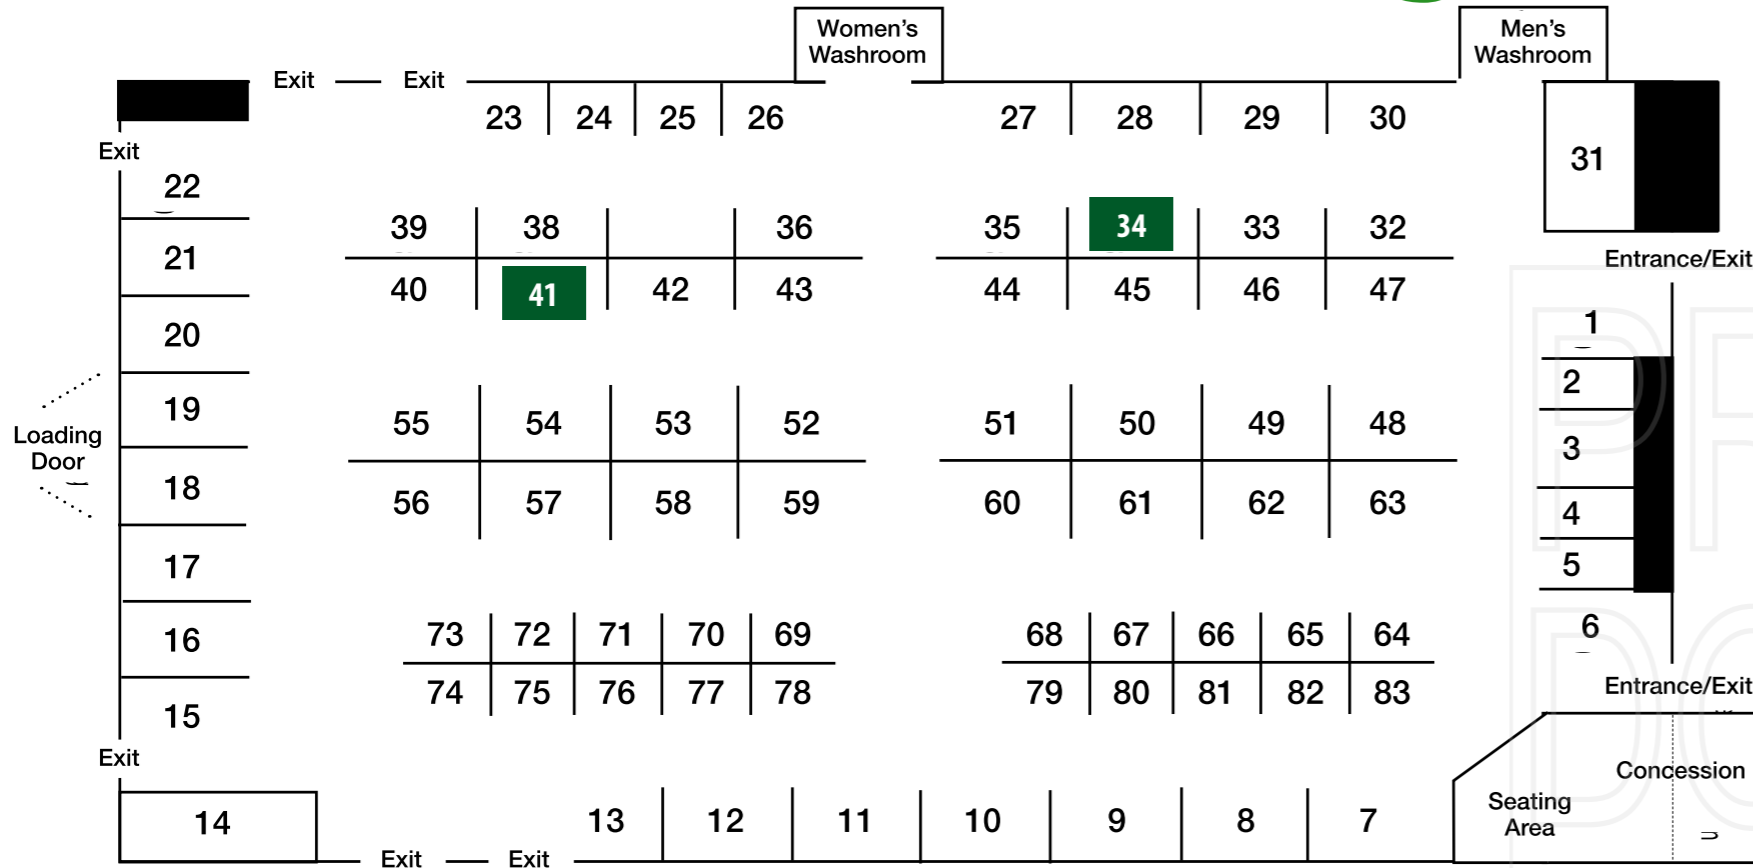 Women's
Washroom
Men's
Washroom
Exit Exit
23 24 25 26 27 28 29 30
Exit
31
22
39 38 36 35 34 33 32
21
Entrance/Exit
40 41 42 43 44 45 46 47
1
20
2
19
55 54 53 52 51 50 49 48
Loading
Door
3
18
56 57 58 59 60 61 62 63
4
17
5
16
73 72 71 70 69 68 67 66 65 64
6
74 75 76 77 78 79 80 81 82 83
Entrance/Exit
15
Exit
Concession
Seating
Area
14
13 12 11 10 9 8 7
Exit Exit